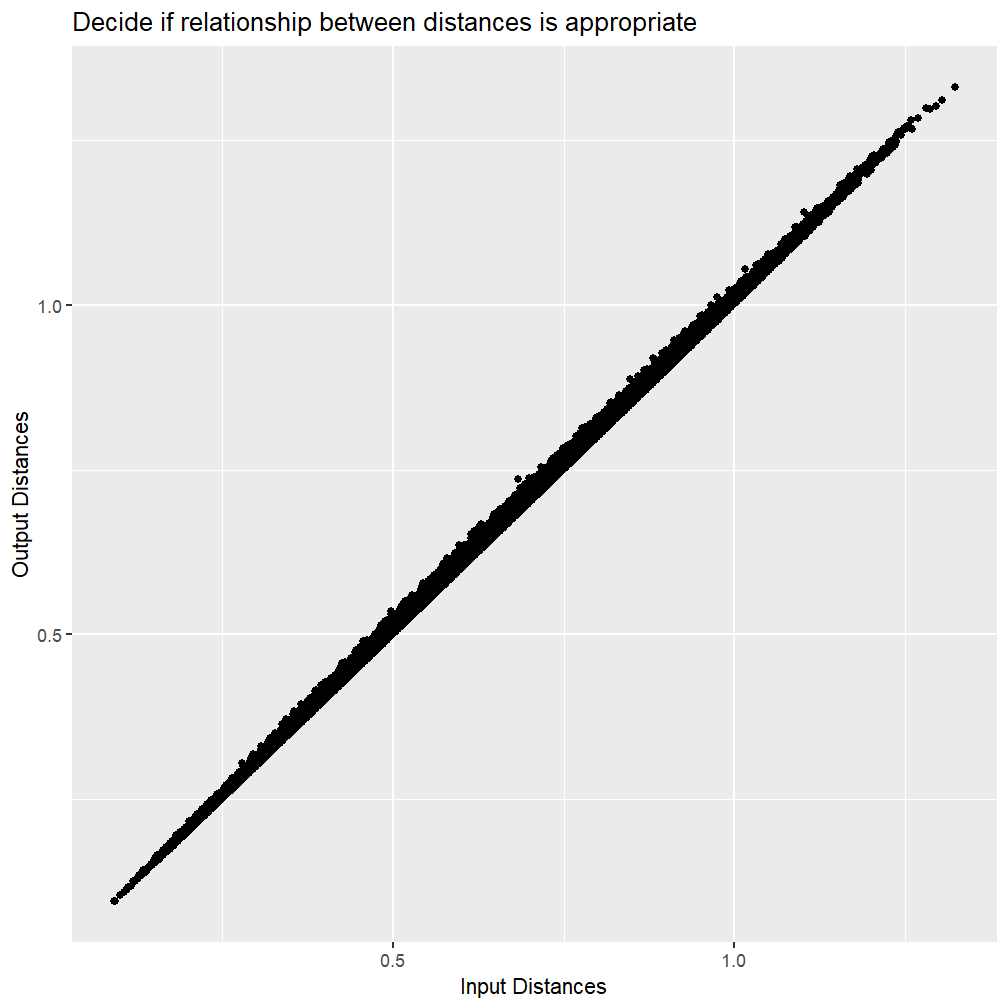 Decide if relationship between distances is appropriate
Output Distances
1.0
0.5
0.5
1.0
Input Distances